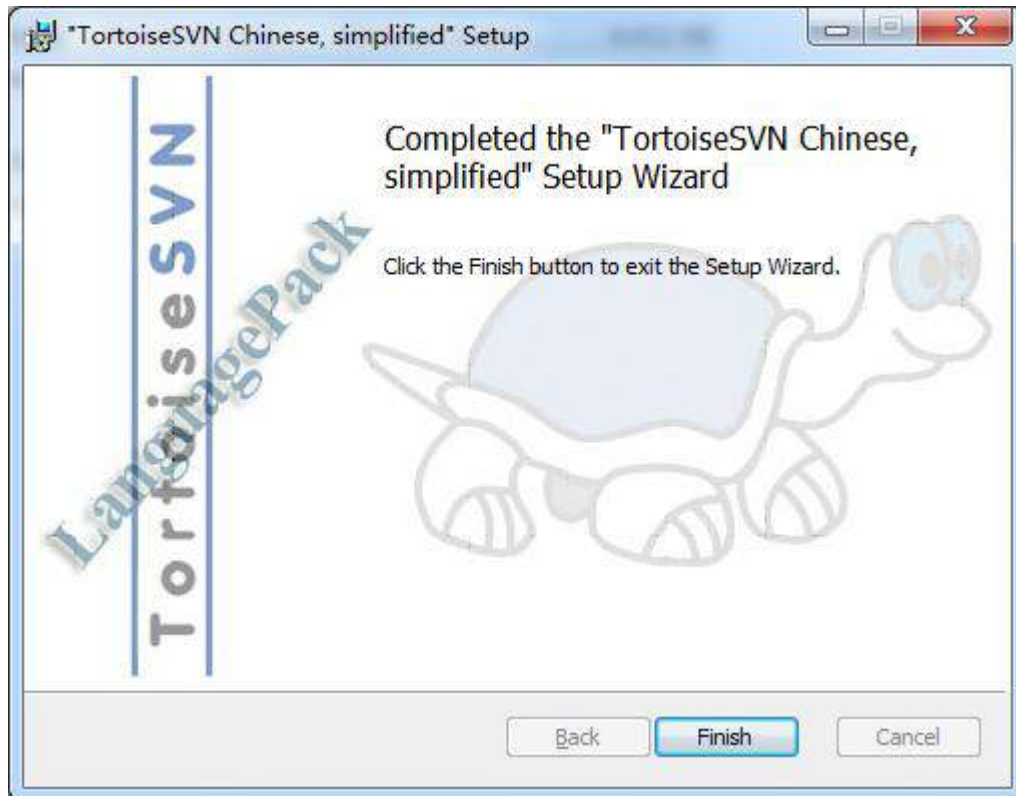 "TortoiseSVN Chinese, simplified" Setup
TortoiseSVN
LanguagePack
Completed the "TortoiseSVN Chinese,
simplified" Setup Wizard
Click the Finish button to exit the Setup Wizard.
Back Finish Cancel